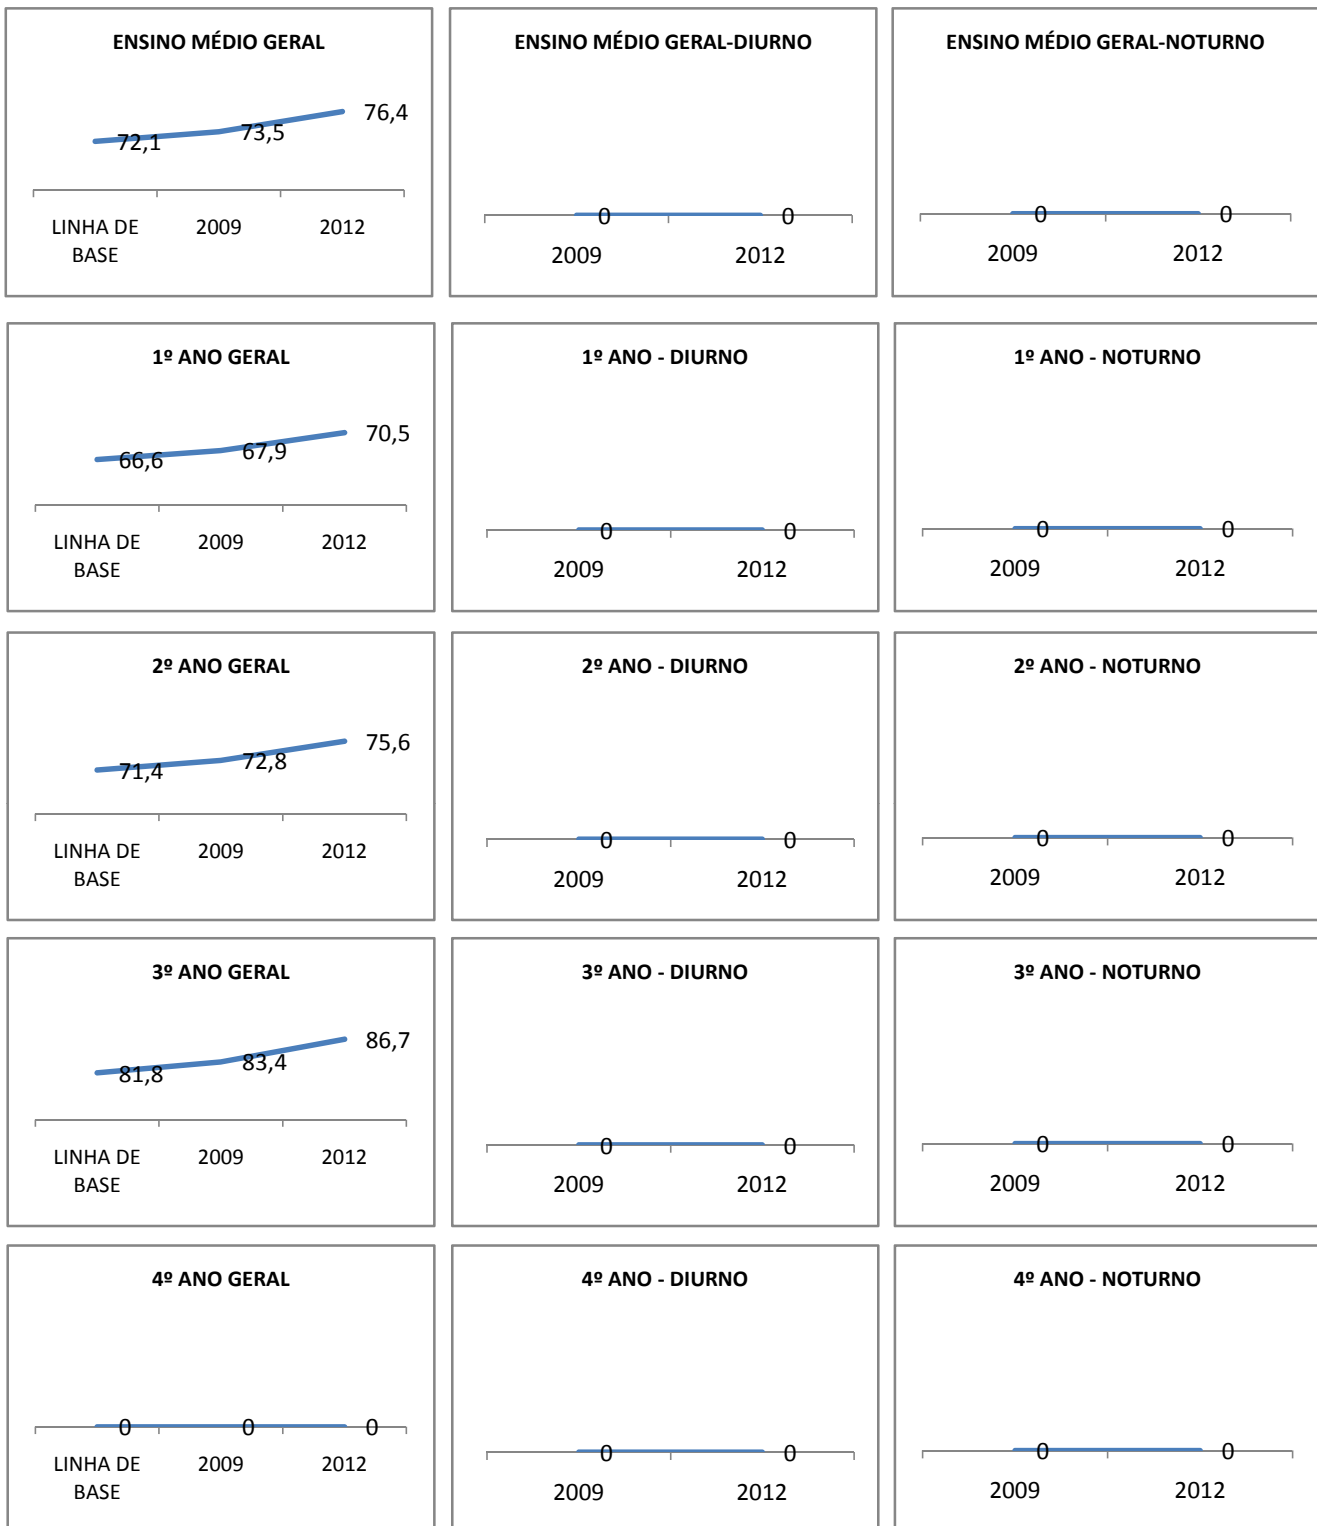 ENSINO MÉDIO GERAL
72,1
73,5
76,4
LINHA DE
BASE
2009
2012
ENSINO MÉDIO GERAL-DIURNO
0
0
2009
2012
ENSINO MÉDIO GERAL-NOTURNO
0
0
2009
2012
1º ANO GERAL
66,6
67,9
70,5
LINHA DE
BASE
2009
2012
1º ANO - DIURNO
0
0
2009
2012
1º ANO - NOTURNO
0
0
2009
2012
2º ANO GERAL
71,4
72,8
75,6
LINHA DE
BASE
2009
2012
2º ANO - DIURNO
0
0
2009
2012
2º ANO - NOTURNO
0
0
2009
2012
3º ANO GERAL
81,8
83,4
86,7
LINHA DE
BASE
2009
2012
3º ANO - DIURNO
0
0
2009
2012
3º ANO - NOTURNO
0
0
2009
2012
4º ANO GERAL
0
0
0
LINHA DE
BASE
2009
2012
4º ANO - DIURNO
0
0
2009
2012
4º ANO - NOTURNO
0
0
2009
2012